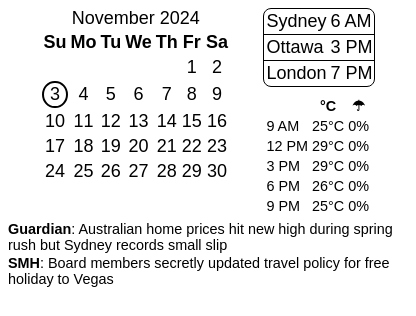 November 2024
Su Mo Tu We Th Fr Sa
1 2
3 4 5 6 7 8 9
10 11 12 13 14 15 16
17 18 19 20 21 22 23
24 25 26 27 28 29 30
Sydney 6 AM
Ottawa 3 PM
London 7 PM
°C ☂
9 AM 25°C 0%
12 PM 29°C 0%
3 PM 29°C 0%
6 PM 26°C 0%
9 PM 25°C 0%
Guardian: Australian home prices hit new high during spring
rush but Sydney records small slip
SMH: Board members secretly updated travel policy for free
holiday to Vegas